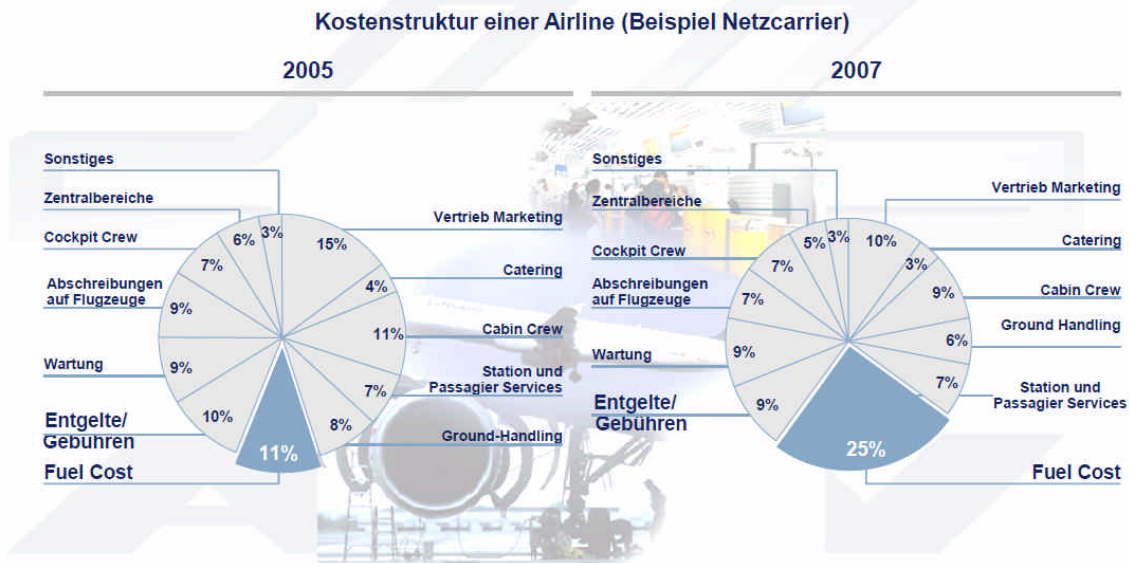 Kostenstruktur einer Airline (Beispiel Netzcarrier)
2005
Sonstiges
Zentralbereiche
Cockpit Crew
Abschreibungen
auf Flugzeuge
Wartung
Entgelte/
Gebühren
Fuel Cost
Vertrieb Marketing
Catering
Cabin Crew
Station und
Passagier Services
Ground-Handling
15%
4%
11%
7%
8%
11%
10%
9%
9%
7%
6%
3%
2007
Sonstiges
Zentralbereiche
Cockpit Crew
Abschreibungen
auf Flugzeuge
Wartung
Entgelte/
Gebühren
Vertrieb Marketing
Catering
Cabin Crew
Ground Handling
Station und
Passagier Services
Fuel Cost
10%
3%
9%
6%
7%
25%
9%
9%
7%
7%
5%
3%